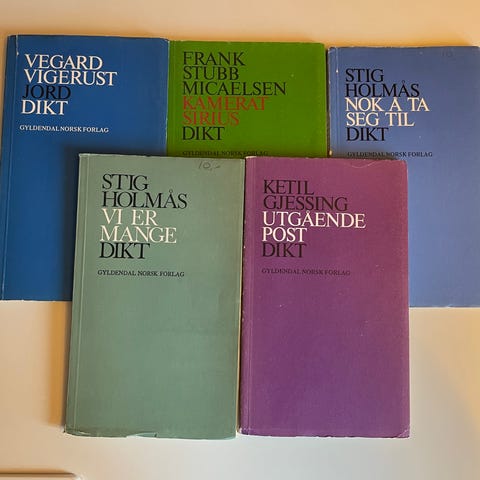 VEGARD
VIGERUST
JORD
DIKT
GYLDENDAL NORSK FORLAG
FRANK
STUBB
MICAELSEN
KAMERAT
SIRIUS
DIKT
GYLDENDAL NORSK FORLAG
10,-
STIG
HOLMÅS
NOK Å TA
SEG TIL
DIKT
GYLDENDAL NORSK FORLAG
10,-
STIG
HOLMÅS
VI ER
MANGE
DIKT
GYLDENDAL NORSK FORLAG
KETIL
GJESSING
UTGÅENDE
POST
DIKT
GYLDENDAL NORSK FORLAG